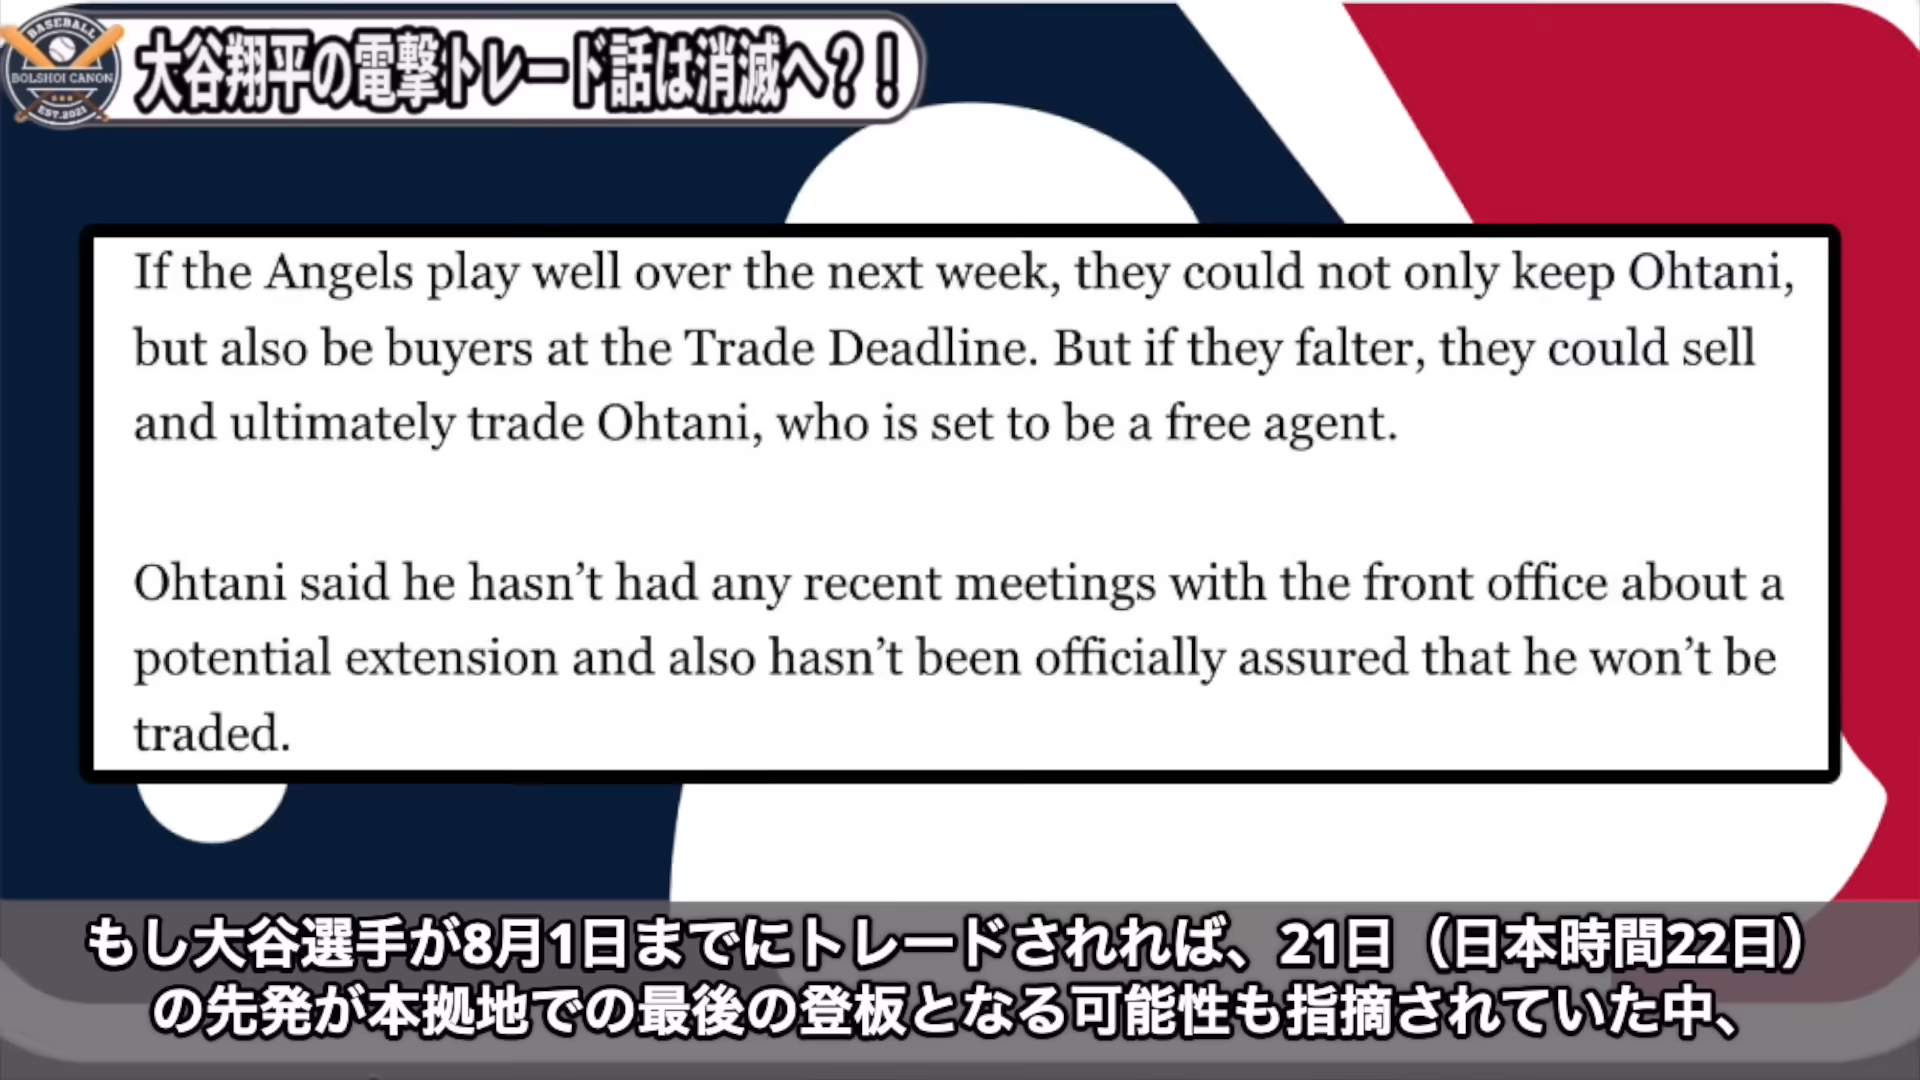 BASEBALL
BOLSHOI CANON
EST.2021
大谷翔平の電撃トレード話は消滅へ？！
If the Angels play well over the next week, they could not only keep Ohtani,
but also be buyers at the Trade Deadline. But if they falter, they could sell
and ultimately trade Ohtani, who is set to be a free agent.
Ohtani said he hasn’t had any recent meetings with the front office about a
potential extension and also hasn’t been officially assured that he won’t be
traded.
もし大谷選手が8月1日までにトレードされれば、21日（日本時間22日）
の先発が本拠地での最後の登板となる可能性も指摘されていた中、